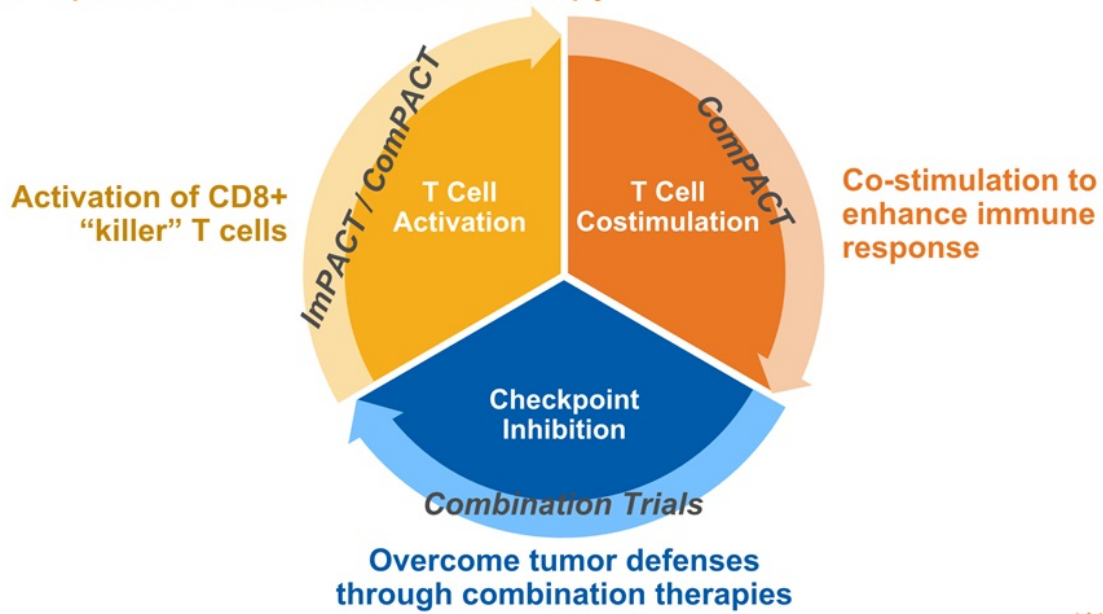 ImPACT / ComPACT
ComPACT
T Cell
Activation
T Cell
Costimulation
Activation of CD8+
“killer” T cells
Co-stimulation to
enhance immune
response
Checkpoint
Inhibition
Combination Trials
Overcome tumor defenses
through combination therapies